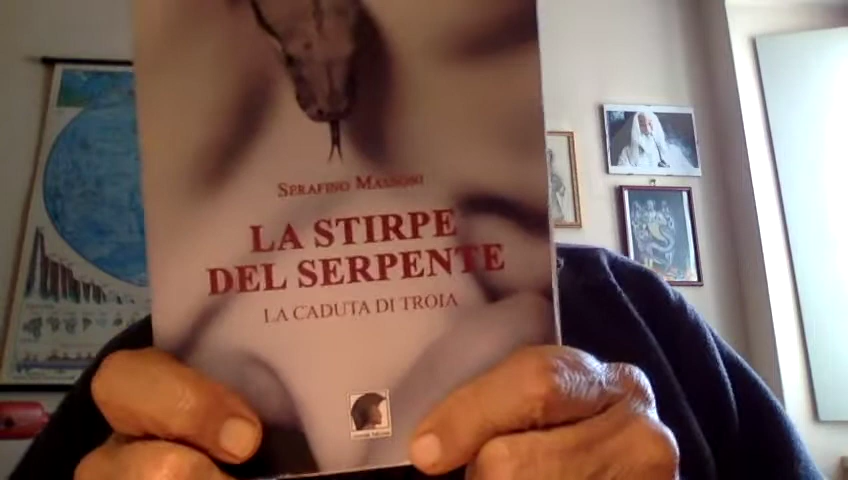 SERAFINO MASSONI
LA STIRPE
DEL SERPENTE
LA CADUTA DI TROIA